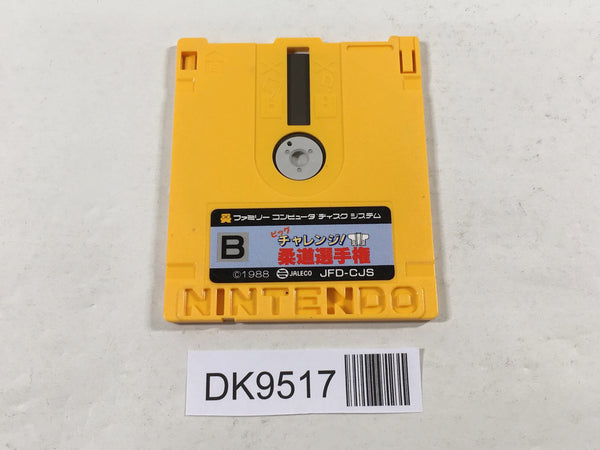 ファミリー コンピュータ ディスク システム
B
ビッグ
チャレンジ!
柔道選手権
©1988 JALECO JFD-CJS
NINTENDO
DK9517